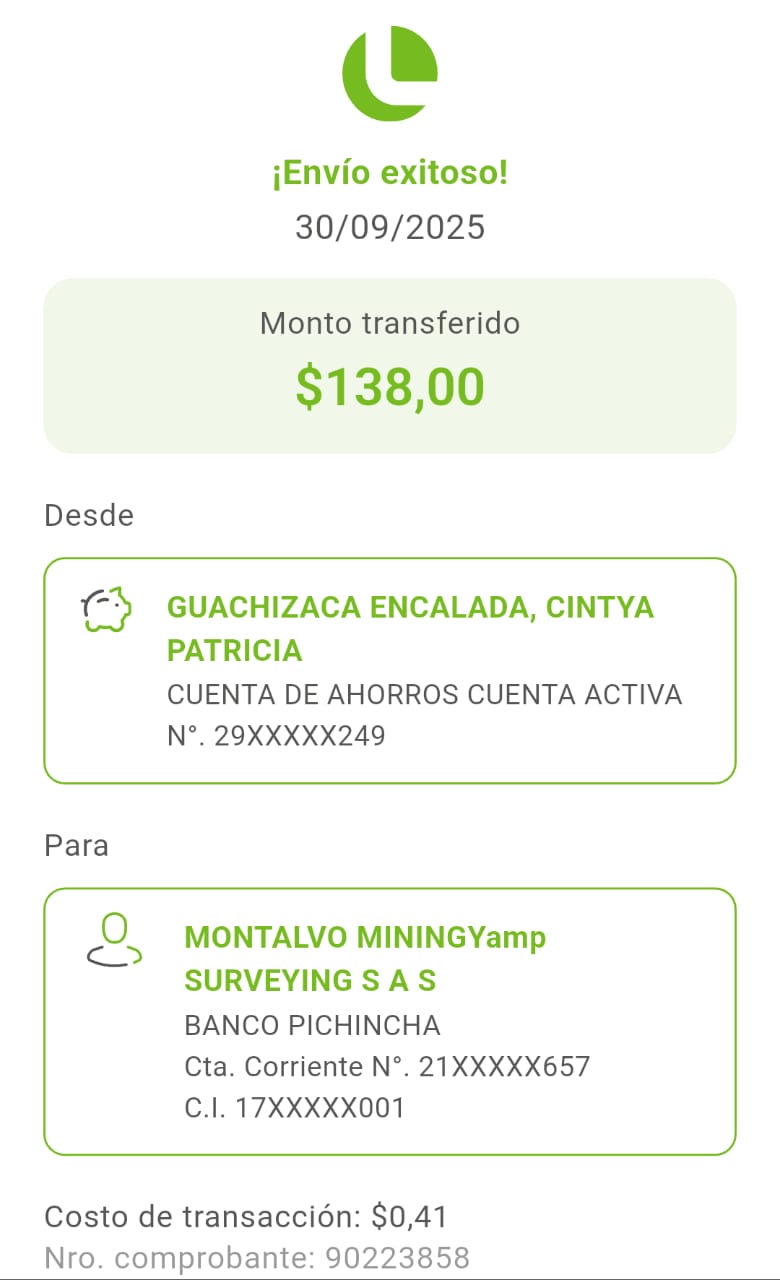 ¡Envío exitoso!
30/09/2025
Monto transferido
$138,00
Desde
GUACHIZACA ENCALADA, CINTYA
PATRICIA
CUENTA DE AHORROS CUENTA ACTIVA
N°. 29XXXXX249
Para
MONTALVO MININGYamp
SURVEYING S A S
BANCO PICHINCHA
Cta. Corriente N°. 21XXXXX657
C.I. 17XXXXX001
Costo de transacción: $0,41
Nro. comprobante: 90223858